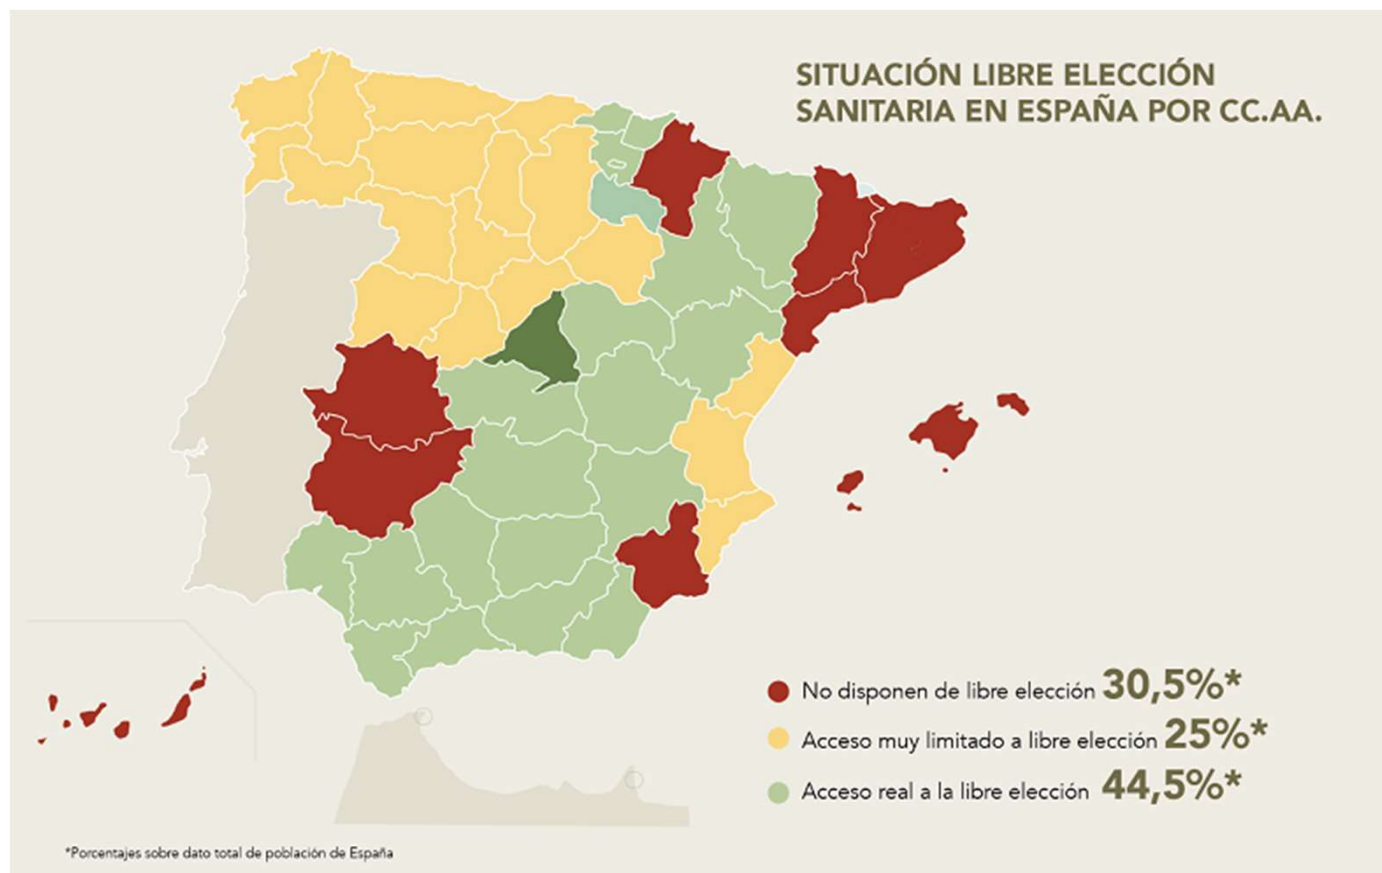 SITUACIÓN LIBRE ELECCIÓN
SANITARIA EN ESPAÑA POR CC.AA.
No disponen de libre elección 30,5%*
Acceso muy limitado a libre elección 25%*
Acceso real a la libre elección 44,5%*
*Porcentajes sobre dato total de población de España